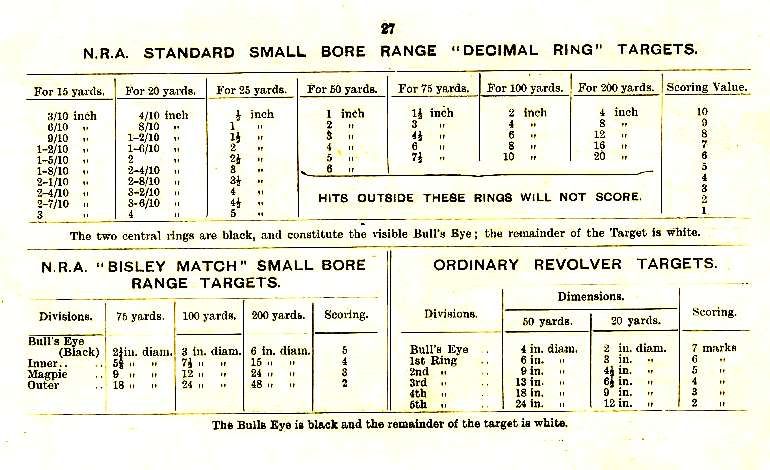 27
N.R.A. STANDARD SMALL BORE RANGE "DECIMAL RING" TARGETS.
For 15 yards. For 20 yards. For 25 yards. For 50 yards. For 75 yards. For 100 yards. For 200 yards. Scoring Value.
3/10 inch 4/10 inch ½ inch 1 inch 1½ inch 2 inch 4 inch 10
6/10 " 8/10 " 1 " 2 " 3 " 4 " 8 " 9
9/10 " 1-2/10 " 1½ " 3 " 4½ " 6 " 12 " 8
1-2/10 " 1-6/10 " 2 " 4 " 6 " 8 " 16 " 7
1-5/10 " 2 " 2½ " 5 " 7½ " 10 " 20 " 6
1-8/10 " 2-4/10 " 3 " 6 " 5
2-1/10 " 2-8/10 " 3½ " 4
2-4/10 " 3-2/10 " 4 " HITS OUTSIDE THESE RINGS WILL NOT SCORE. 3
2-7/10 " 3-6/10 " 4½ " 2
3 " 4 " 5 " 1
The two central rings are black, and constitute the visible Bull's Eye; the remainder of the Target is white.
N.R.A. "BISLEY MATCH" SMALL BORE
RANGE TARGETS.
Divisions. 75 yards. 100 yards. 200 yards. Scoring.
Bull's Eye
(Black) 2¼in. diam. 3 in. diam. 6 in. diam. 5
Inner.. .. 5½ " " 7½ " " 15 " " 4
Magpie .. 9 " " 12 " " 24 " " 3
Outer .. 18 " " 24 " " 48 " " 2
ORDINARY REVOLVER TARGETS.
Divisions. Dimensions. Scoring.
50 yards. 20 yards.
Bull's Eye .. 4 in. diam. 2 in. diam. 7 marks
1st Ring .. 6 in. " 3 in. " 6 "
2nd " .. 9 in. " 4½ in. " 5 "
3rd " .. 13 in. " 6½ in. " 4 "
4th " .. 18 in. " 9 in. " 3 "
5th " .. 24 in. " 12 in. " 2 "
The Bulls Eye is black and the remainder of the target is white.